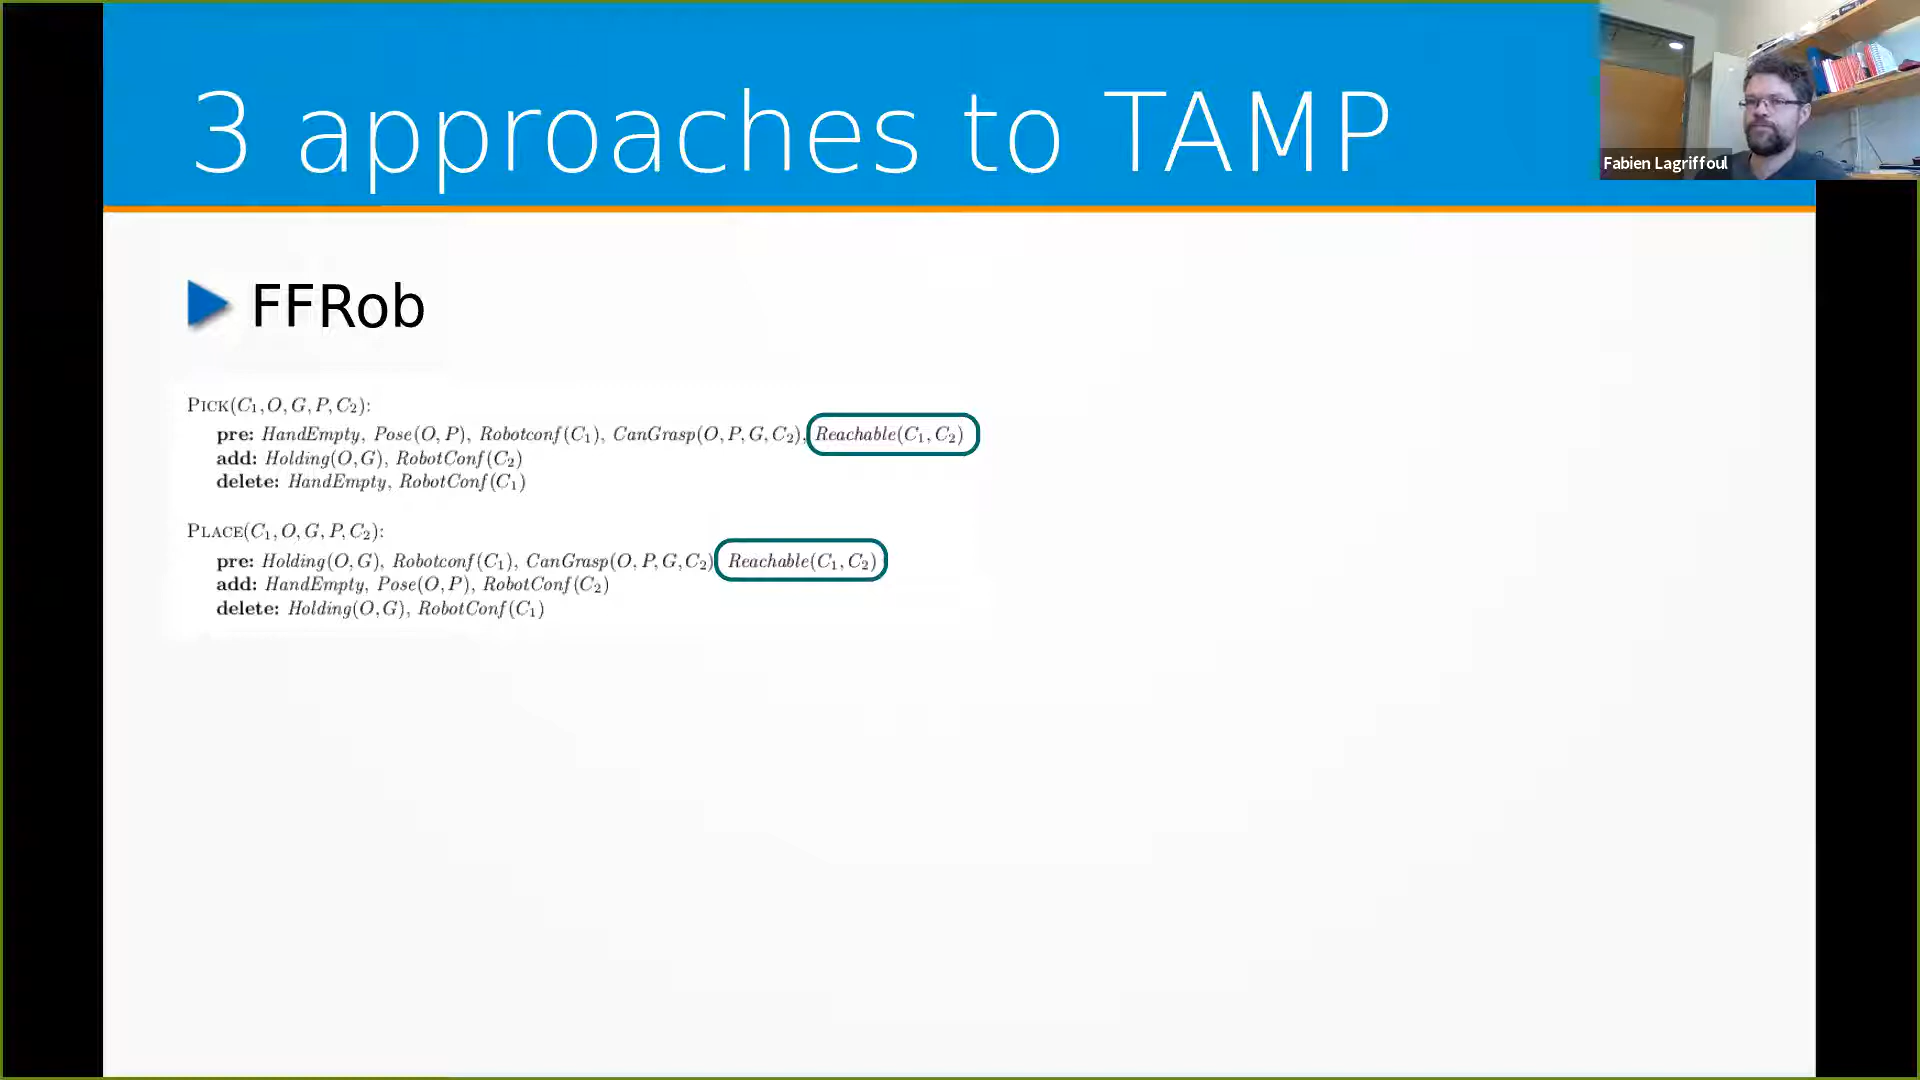 3 approaches to TAMP
Fabien Lagriffoul
FFRob
PICK(C₁, O, G, P, C₂):
pre: HandEmpty, Pose(O, P), Robotconf(C₁), CanGrasp(O, P, G, C₂), Reachable(C₁, C₂)
add: Holding(O, G), RobotConf(C₂)
delete: HandEmpty, RobotConf(C₁)
PLACE(C₁, O, G, P, C₂):
pre: Holding(O, G), Robotconf(C₁), CanGrasp(O, P, G, C₂) Reachable(C₁, C₂)
add: HandEmpty, Pose(O, P), RobotConf(C₂)
delete: Holding(O, G), RobotConf(C₁)